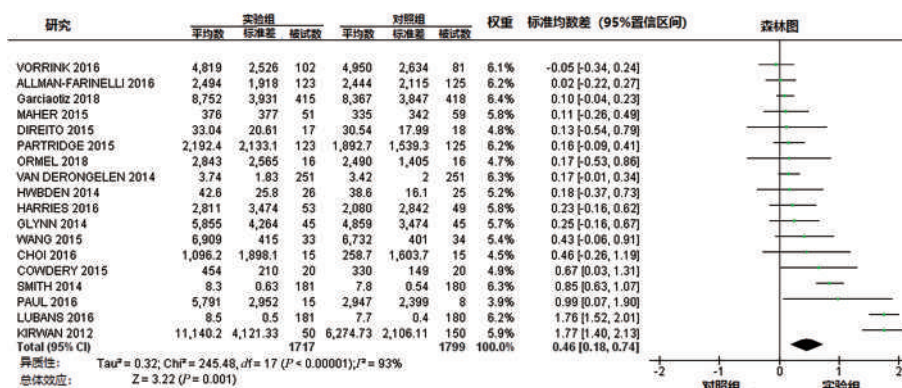 研究 实验组 对照组 权重 标准均数差（95%置信区间） 森林图
平均数 标准差 被试数 平均数 标准差 被试数
VORRINK 2016 4,819 2,526 102 4,950 2,634 81 6.1% -0.05 [-0.34, 0.24]
ALLMAN-FARINELLI 2016 2,494 1,918 123 2,444 2,115 125 6.2% 0.02 [-0.22, 0.27]
Garciaotiz 2018 8,752 3,931 415 8,367 3,847 418 6.4% 0.10 [-0.04, 0.23]
MAHER 2015 376 377 51 335 342 59 5.9% 0.11 [-0.26, 0.49]
DIREITO 2015 33.04 20.61 17 30.54 17.99 18 5.0% 0.13 [-0.54, 0.79]
PARTRIDGE 2015 2,192.4 2,133.1 123 1,892.7 1,539.3 125 6.2% 0.16 [-0.09, 0.41]
ORMEL 2018 2,843 2,565 16 2,490 1,405 16 4.9% 0.17 [-0.53, 0.86]
VAN DERONGELEN 2014 3.74 1.83 251 3.42 2 251 6.3% 0.17 [-0.01, 0.34]
HWBDEN 2014 42.6 25.8 26 38.6 16.1 25 5.4% 0.18 [-0.37, 0.73]
HARRIES 2016 2,811 3,474 53 2,080 2,842 49 5.9% 0.23 [-0.16, 0.62]
GLYNN 2014 5,855 4,264 45 4,859 3,474 45 5.8% 0.25 [-0.16, 0.67]
WANG 2015 6,909 415 33 6,732 401 34 5.6% 0.43 [-0.06, 0.91]
CHOI 2016 1,096.2 1,898.1 15 258.7 1,603.7 15 4.8% 0.46 [-0.26, 1.19]
COWDERY 2015 454 210 20 330 149 20 5.1% 0.67 [0.03, 1.31]
SMITH 2014 8.3 0.63 181 7.8 0.54 180 6.2% 0.85 [0.63, 1.07]
PAUL 2016 5,791 2,952 15 2,947 2,399 8 4.2% 0.99 [0.07, 1.90]
LUBANS 2016 8.5 0.5 181 7.7 0.4 180 6.2% 1.76 [1.52, 2.01]
KIRWAN 2012 11,140.2 4,121.33 50 6,274.73 2,106.11 150 5.9% 1.77 [1.40, 2.13]
Total (95% CI) 1717 1799 100.0% 0.46 [0.18, 0.74]
异质性： Tau² = 0.32; Chi² = 245.48, df = 17 (P < 0.00001); I² = 93%
总体效应： Z = 3.22 (P = 0.001)
-2 -1 0 1 2
对照组 实验组